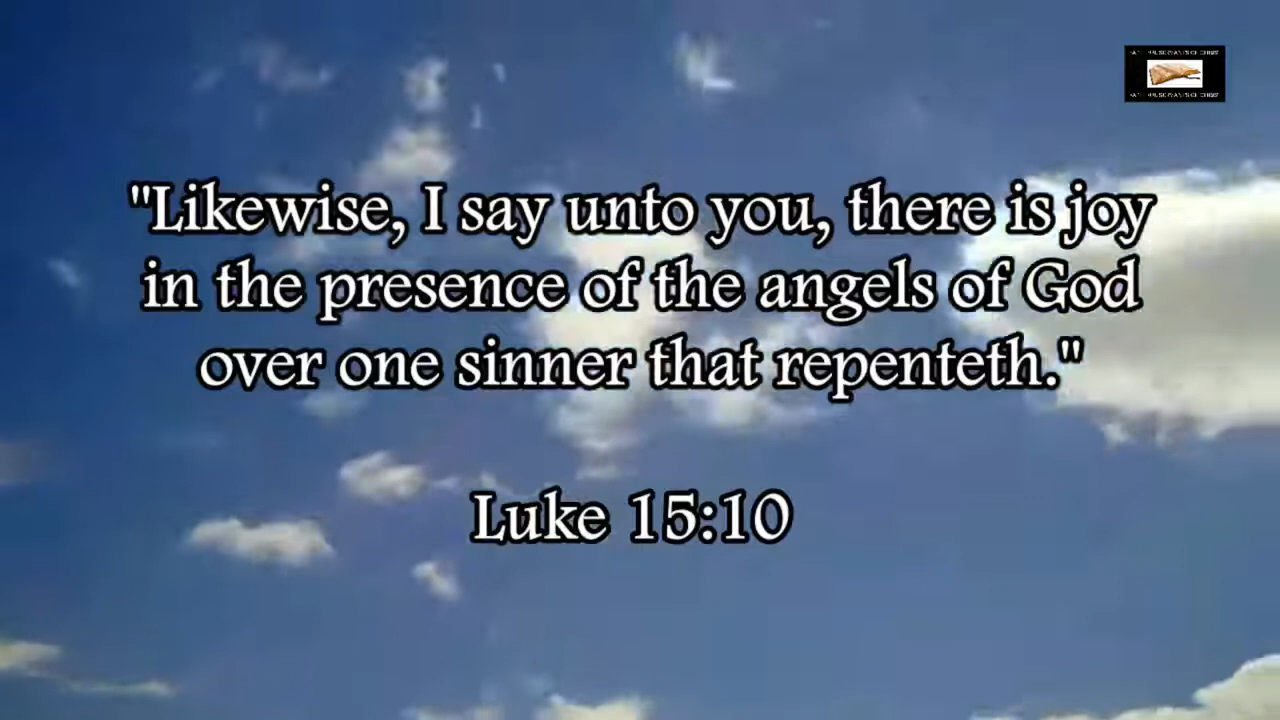 "Likewise, I say unto you, there is joy
in the presence of the angels of God
over one sinner that repenteth."
Luke 15:10